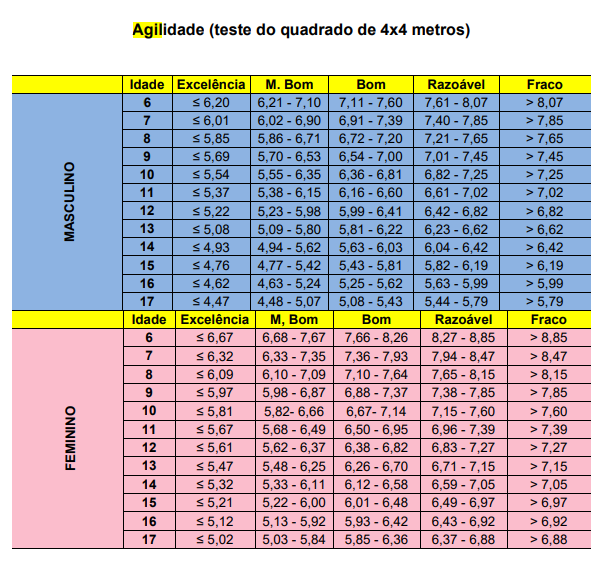 Agilidade (teste do quadrado de 4x4 metros)
Idade Excelência M. Bom Bom Razoável Fraco
MASCULINO
6 ≤ 6,20 6,21 - 7,10 7,11 - 7,60 7,61 - 8,07 > 8,07
7 ≤ 6,01 6,02 - 6,90 6,91 - 7,39 7,40 - 7,85 > 7,85
8 ≤ 5,85 5,86 - 6,71 6,72 - 7,20 7,21 - 7,65 > 7,65
9 ≤ 5,69 5,70 - 6,53 6,54 - 7,00 7,01 - 7,45 > 7,45
10 ≤ 5,54 5,55 - 6,35 6,36 - 6,81 6,82 - 7,25 > 7,25
11 ≤ 5,37 5,38 - 6,15 6,16 - 6,60 6,61 - 7,02 > 7,02
12 ≤ 5,22 5,23 - 5,98 5,99 - 6,41 6,42 - 6,82 > 6,82
13 ≤ 5,08 5,09 - 5,80 5,81 - 6,22 6,23 - 6,62 > 6,62
14 ≤ 4,93 4,94 - 5,62 5,63 - 6,03 6,04 - 6,42 > 6,42
15 ≤ 4,76 4,77 - 5,42 5,43 - 5,81 5,82 - 6,19 > 6,19
16 ≤ 4,62 4,63 - 5,24 5,25 - 5,62 5,63 - 5,99 > 5,99
17 ≤ 4,47 4,48 - 5,07 5,08 - 5,43 5,44 - 5,79 > 5,79
Idade Excelência M, Bom Bom Razoável Fraco
FEMININO
6 ≤ 6,67 6,68 - 7,67 7,66 - 8,26 8,27 - 8,85 > 8,85
7 ≤ 6,32 6,33 - 7,35 7,36 - 7,93 7,94 - 8,47 > 8,47
8 ≤ 6,09 6,10 - 7,09 7,10 - 7,64 7,65 - 8,15 > 8,15
9 ≤ 5,97 5,98 - 6,87 6,88 - 7,37 7,38 - 7,85 > 7,85
10 ≤ 5,81 5,82- 6,66 6,67- 7,14 7,15 - 7,60 > 7,60
11 ≤ 5,67 5,68 - 6,49 6,50 - 6,95 6,96 - 7,39 > 7,39
12 ≤ 5,61 5,62 - 6,37 6,38 - 6,82 6,83 - 7,27 > 7,27
13 ≤ 5,47 5,48 - 6,25 6,26 - 6,70 6,71 - 7,15 > 7,15
14 ≤ 5,32 5,33 - 6,11 6,12 - 6,58 6,59 - 7,05 > 7,05
15 ≤ 5,21 5,22 - 6,00 6,01 - 6,48 6,49 - 6,97 > 6,97
16 ≤ 5,12 5,13 - 5,92 5,93 - 6,42 6,43 - 6,92 > 6,92
17 ≤ 5,02 5,03 - 5,84 5,85 - 6,36 6,37 - 6,88 > 6,88